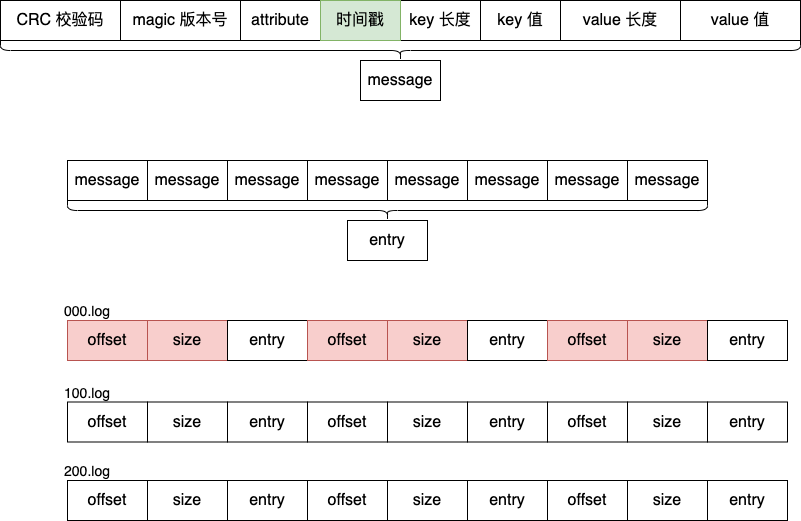 CRC 校验码 magic 版本号 attribute 时间戳 key 长度 key 值 value 长度 value 值
message
message message message message message message message message
entry
000.log
offset size entry offset size entry offset size entry
100.log
offset size entry offset size entry offset size entry
200.log
offset size entry offset size entry offset size entry